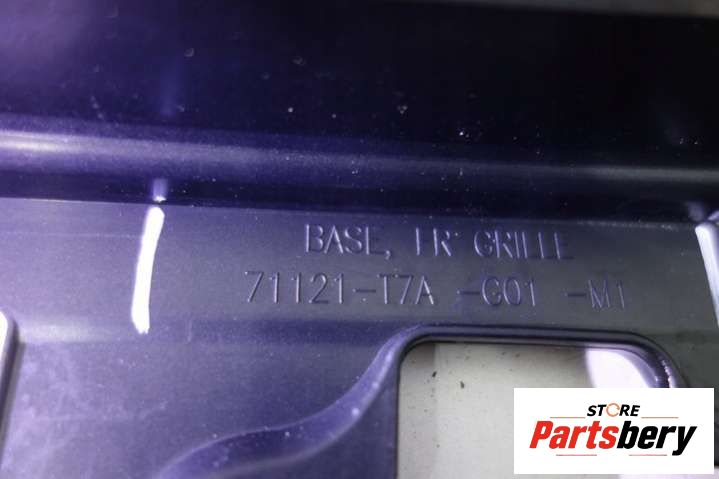 BASE, FR GRILLE
71121-T7A -G01 -M1
STORE
Partsbery